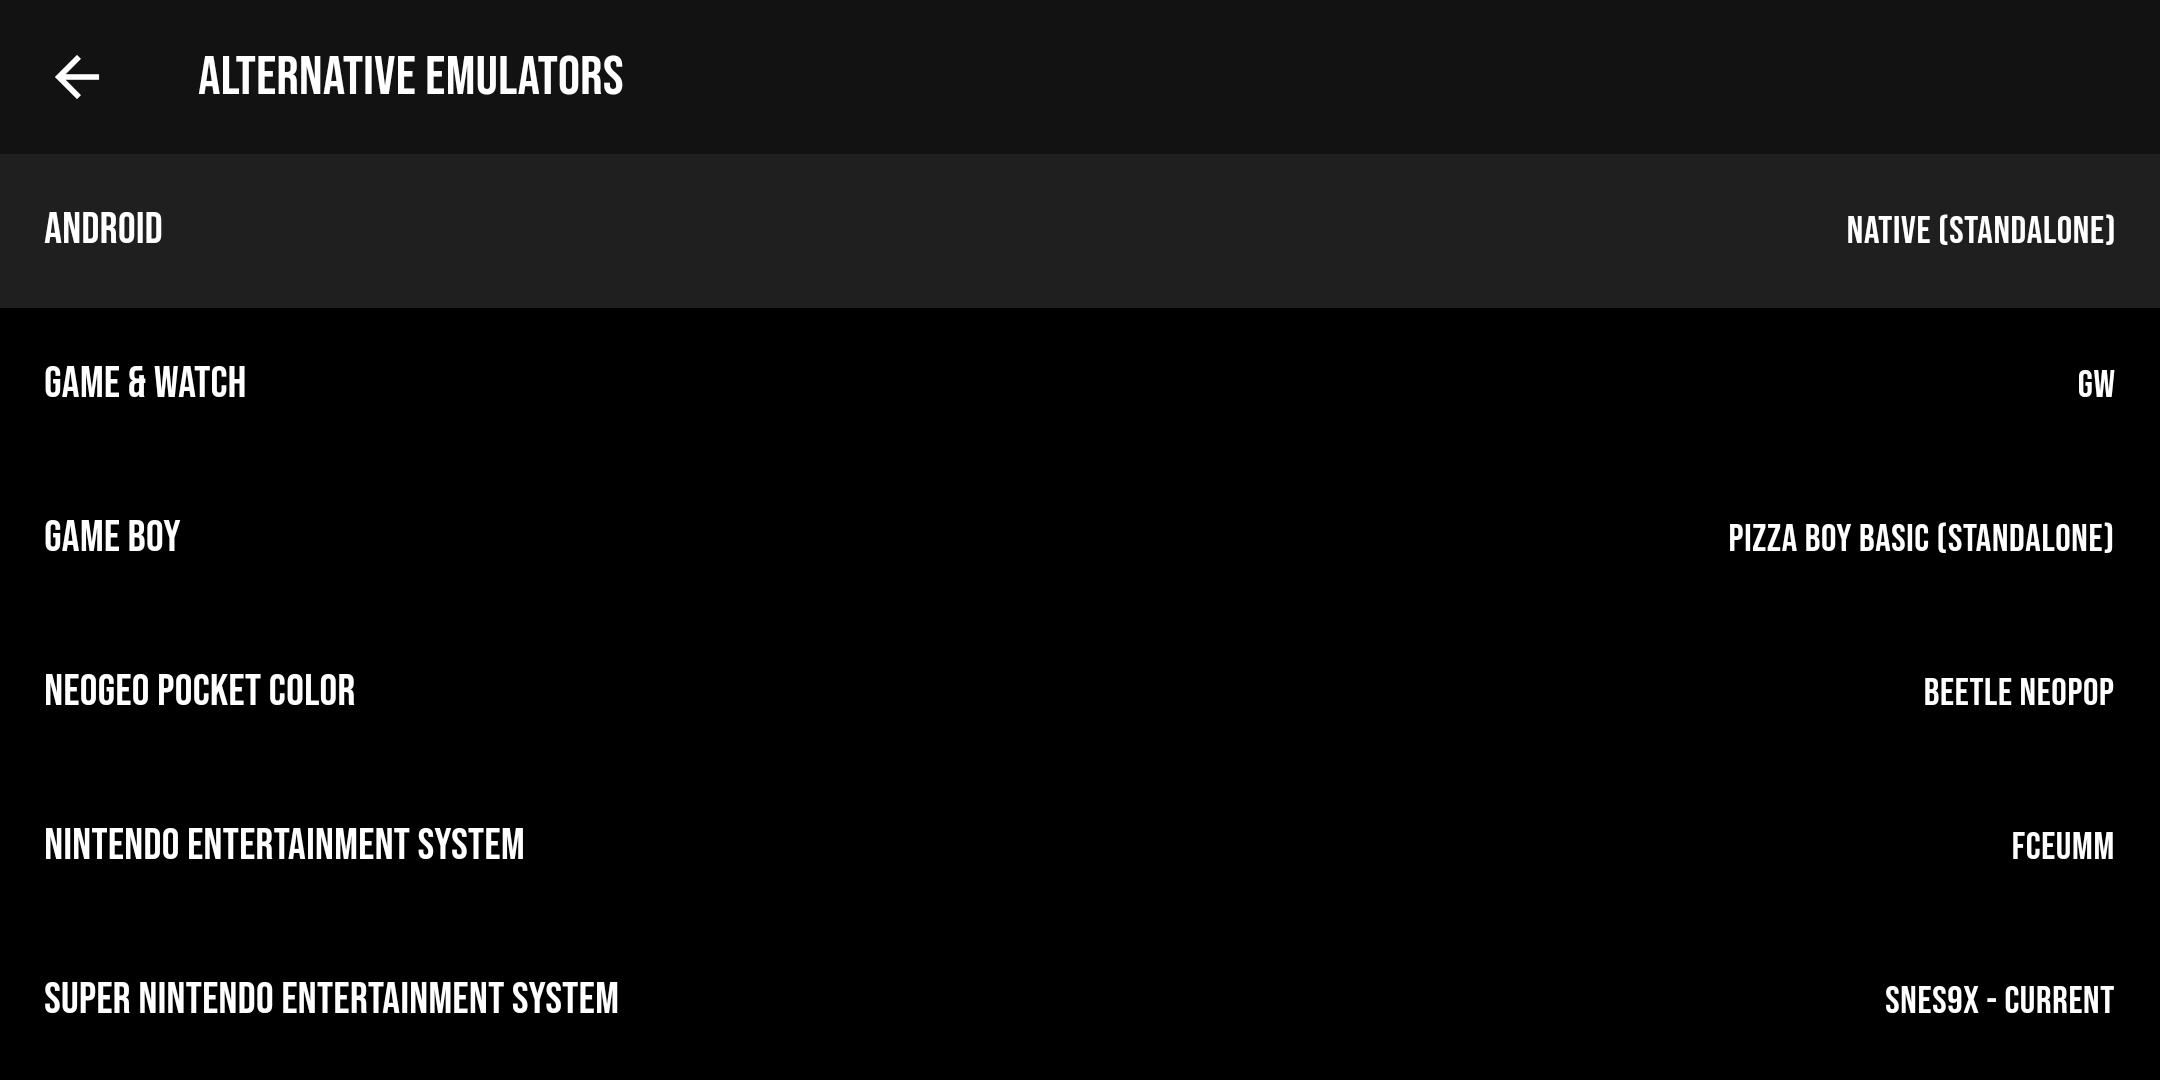 ALTERNATIVE EMULATORS
ANDROID NATIVE (STANDALONE)
GAME & WATCH GW
GAME BOY PIZZA BOY BASIC (STANDALONE)
NEOGEO POCKET COLOR BEETLE NEOPOP
NINTENDO ENTERTAINMENT SYSTEM FCEUMM
SUPER NINTENDO ENTERTAINMENT SYSTEM SNES9X - CURRENT